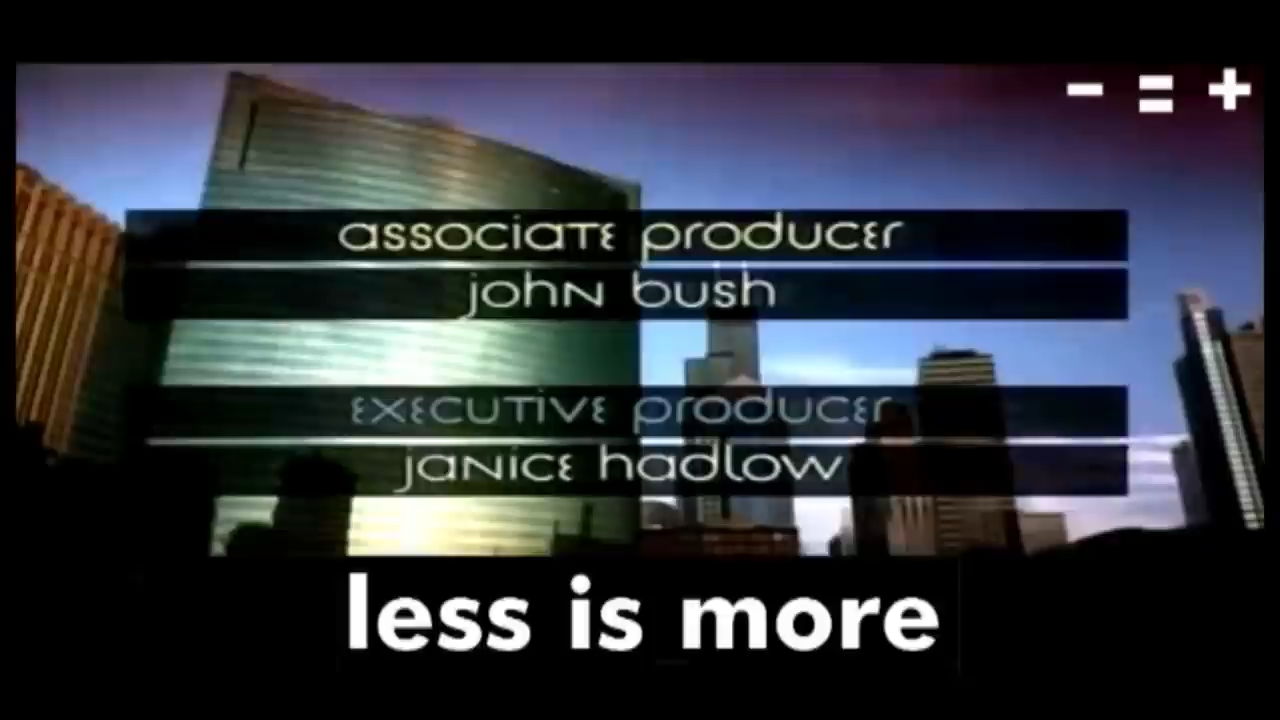 - = +
associate producer
john bush
executive producer
janice hadlow
less is more